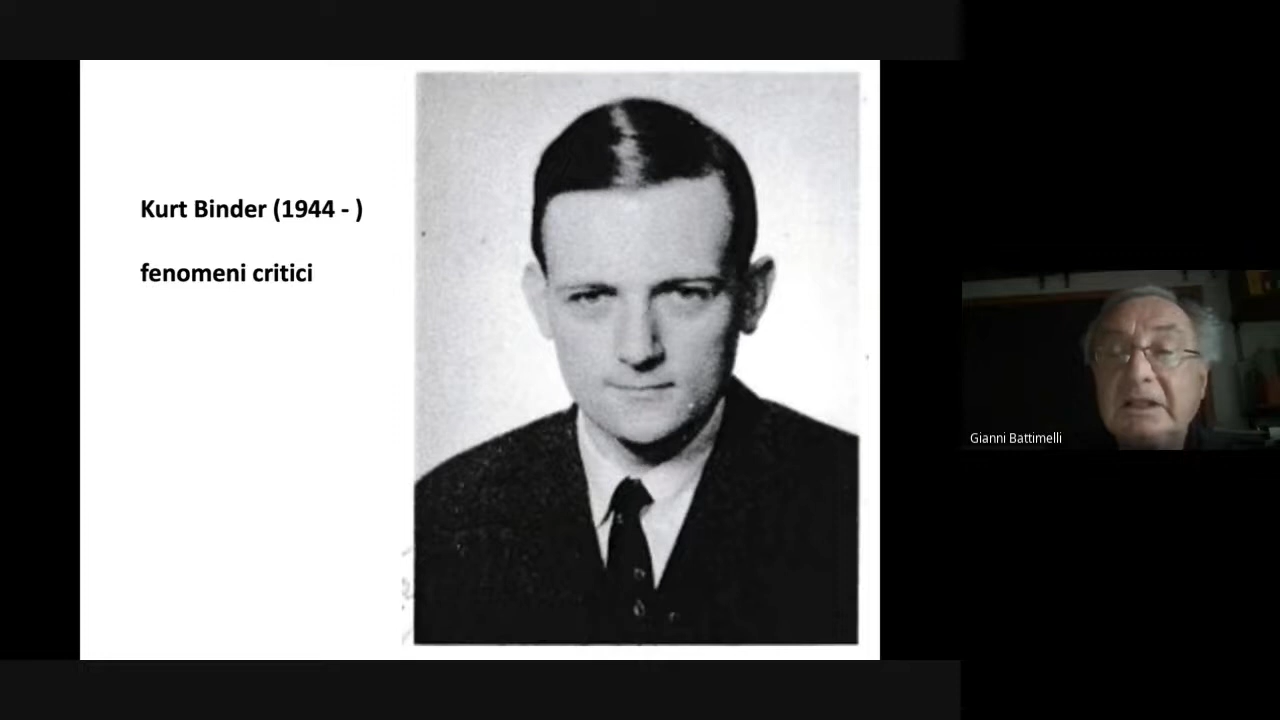 Kurt Binder (1944 - )
fenomeni critici
Gianni Battimelli